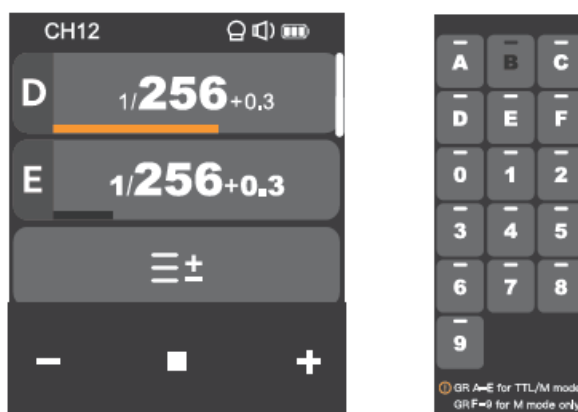 CH12
D 1/256+0.3
E 1/256+0.3
±
− ■ +
A B C
D E F
0 1 2
3 4 5
6 7 8
9
GR A–E for TTL/M mode
GR F–9 for M mode only